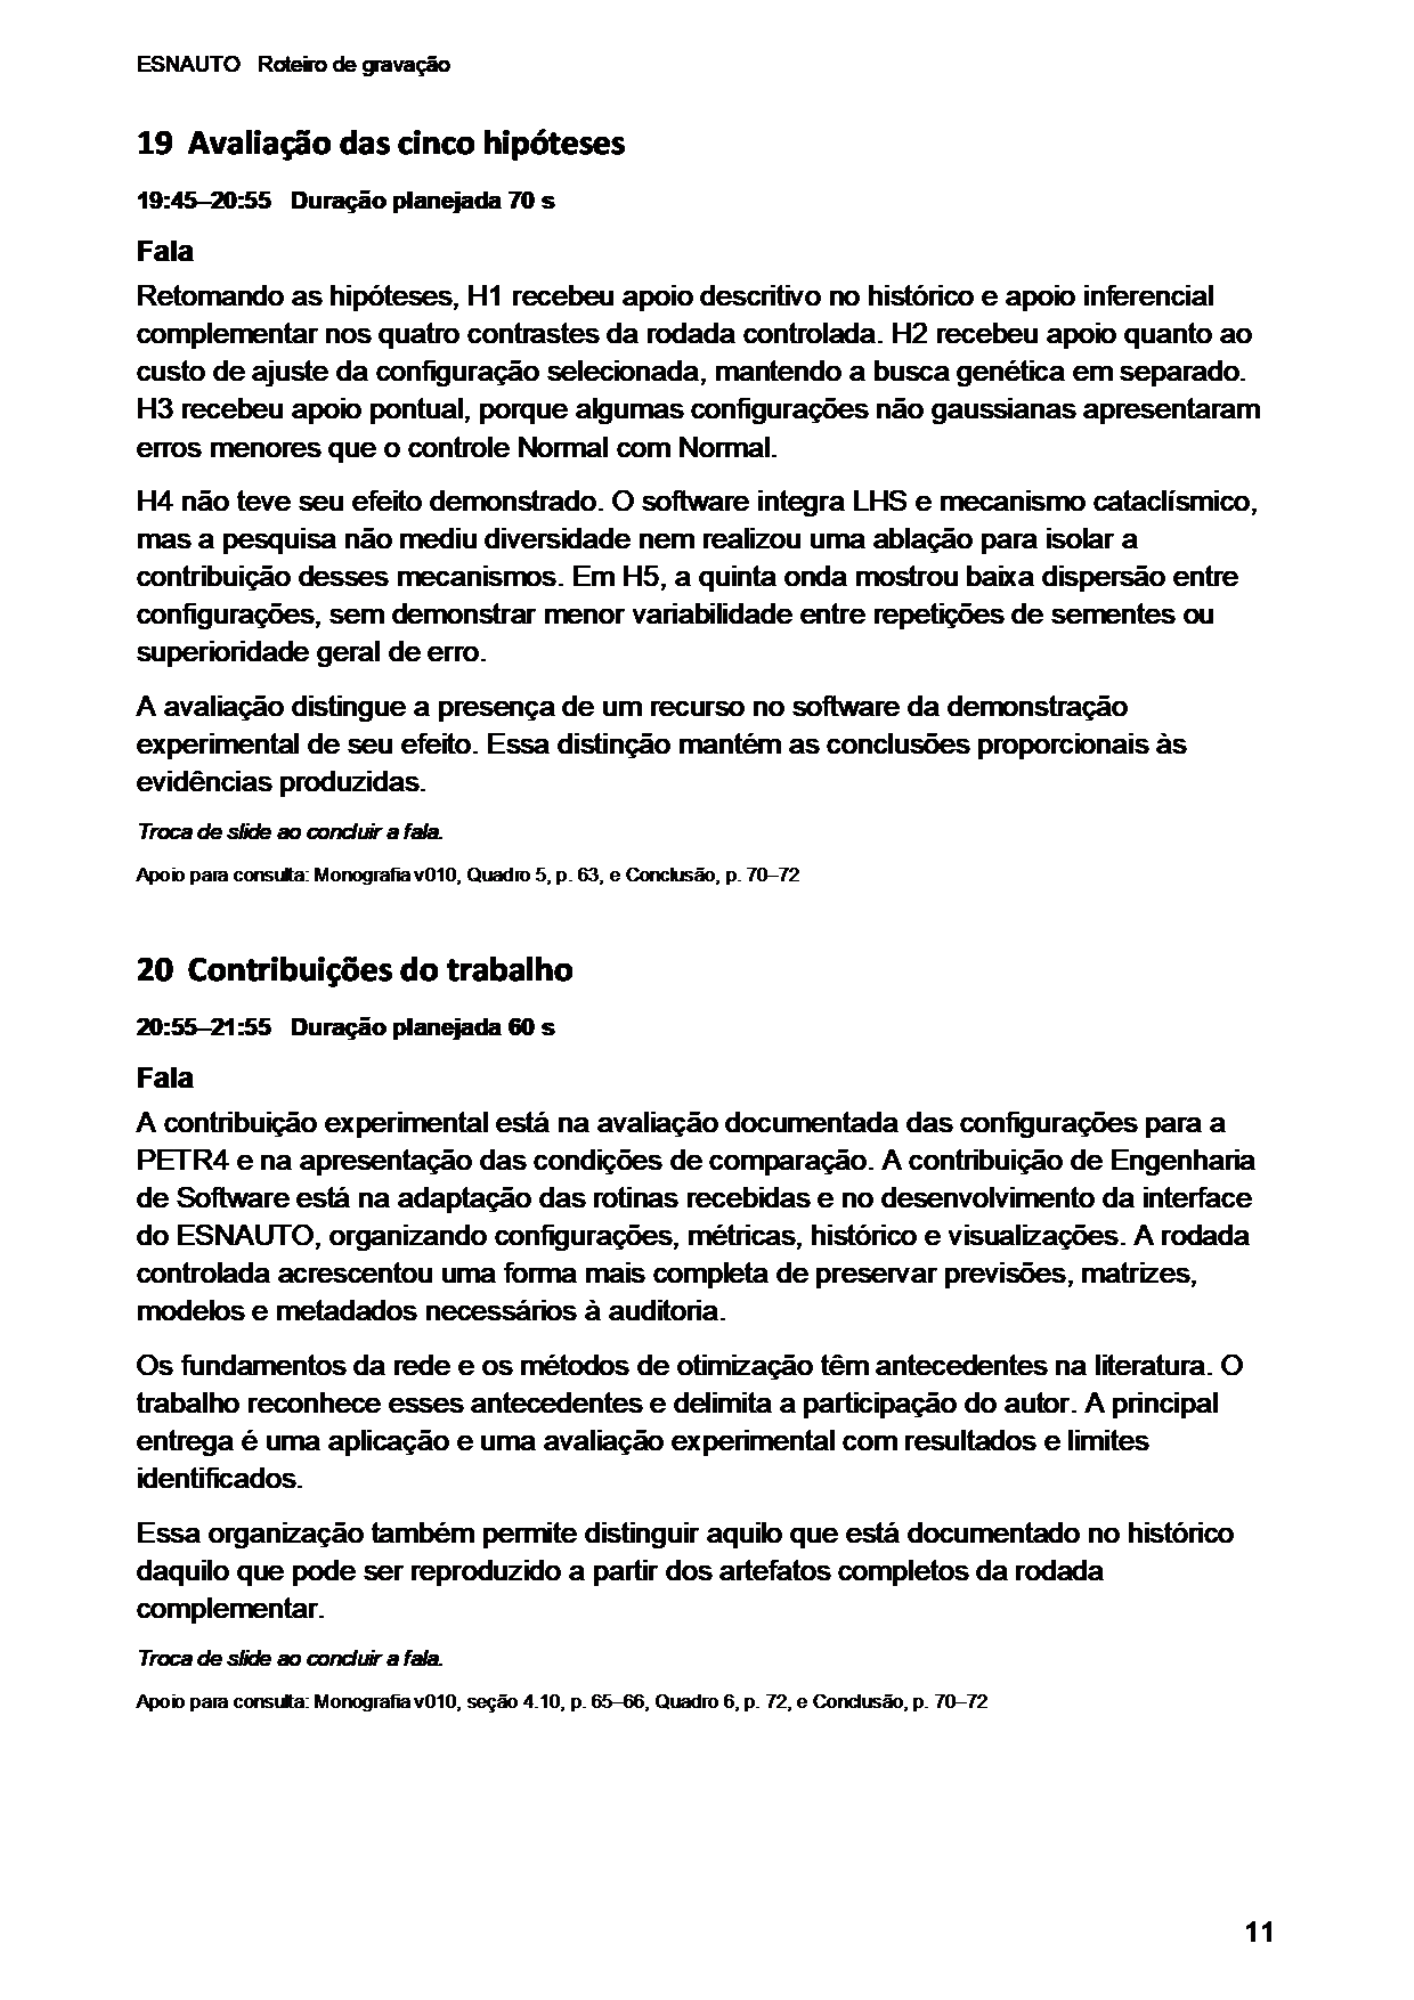 ESNAUTO Roteiro de gravação
19 Avaliação das cinco hipóteses
19:45–20:55 Duração planejada 70 s
Fala
Retomando as hipóteses, H1 recebeu apoio descritivo no histórico e apoio inferencial
complementar nos quatro contrastes da rodada controlada. H2 recebeu apoio quanto ao
custo de ajuste da configuração selecionada, mantendo a busca genética em separado.
H3 recebeu apoio pontual, porque algumas configurações não gaussianas apresentaram
erros menores que o controle Normal com Normal.
H4 não teve seu efeito demonstrado. O software integra LHS e mecanismo cataclísmico,
mas a pesquisa não mediu diversidade nem realizou uma ablação para isolar a
contribuição desses mecanismos. Em H5, a quinta onda mostrou baixa dispersão entre
configurações, sem demonstrar menor variabilidade entre repetições de sementes ou
superioridade geral de erro.
A avaliação distingue a presença de um recurso no software da demonstração
experimental de seu efeito. Essa distinção mantém as conclusões proporcionais às
evidências produzidas.
Troca de slide ao concluir a fala.
Apoio para consulta: Monografia v010, Quadro 5, p. 63, e Conclusão, p. 70–72
20 Contribuições do trabalho
20:55–21:55 Duração planejada 60 s
Fala
A contribuição experimental está na avaliação documentada das configurações para a
PETR4 e na apresentação das condições de comparação. A contribuição de Engenharia
de Software está na adaptação das rotinas recebidas e no desenvolvimento da interface
do ESNAUTO, organizando configurações, métricas, histórico e visualizações. A rodada
controlada acrescentou uma forma mais completa de preservar previsões, matrizes,
modelos e metadados necessários à auditoria.
Os fundamentos da rede e os métodos de otimização têm antecedentes na literatura. O
trabalho reconhece esses antecedentes e delimita a participação do autor. A principal
entrega é uma aplicação e uma avaliação experimental com resultados e limites
identificados.
Essa organização também permite distinguir aquilo que está documentado no histórico
daquilo que pode ser reproduzido a partir dos artefatos completos da rodada
complementar.
Troca de slide ao concluir a fala.
Apoio para consulta: Monografia v010, seção 4.10, p. 65–66, Quadro 6, p. 72, e Conclusão, p. 70–72
11